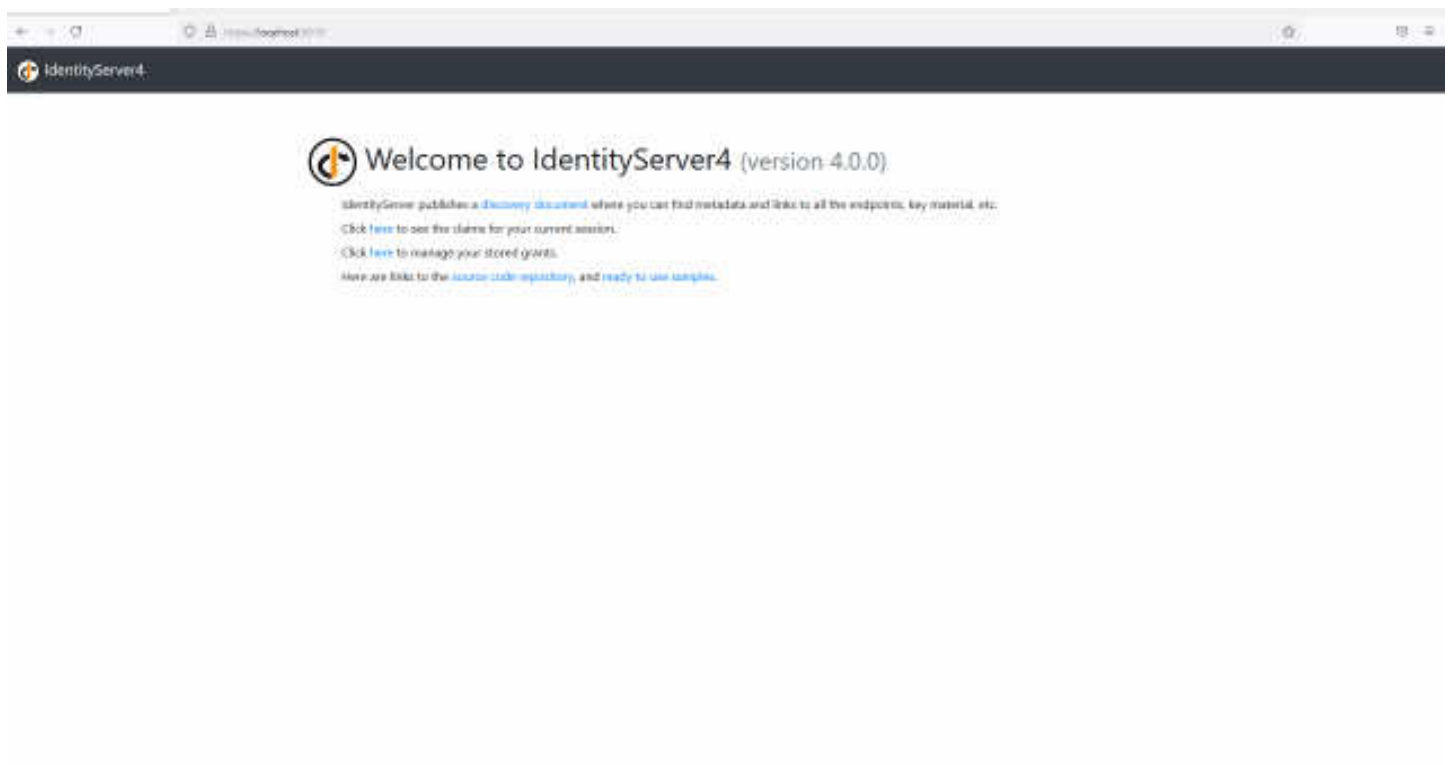 localhost
IdentityServer4
Welcome to IdentityServer4 (version 4.0.0)
IdentityServer publishes a discovery document where you can find metadata and links to all the endpoints, key material, etc.
Click here to see the claims for your current session.
Click here to manage your stored grants.
Here are links to the source code repository, and ready to use samples.